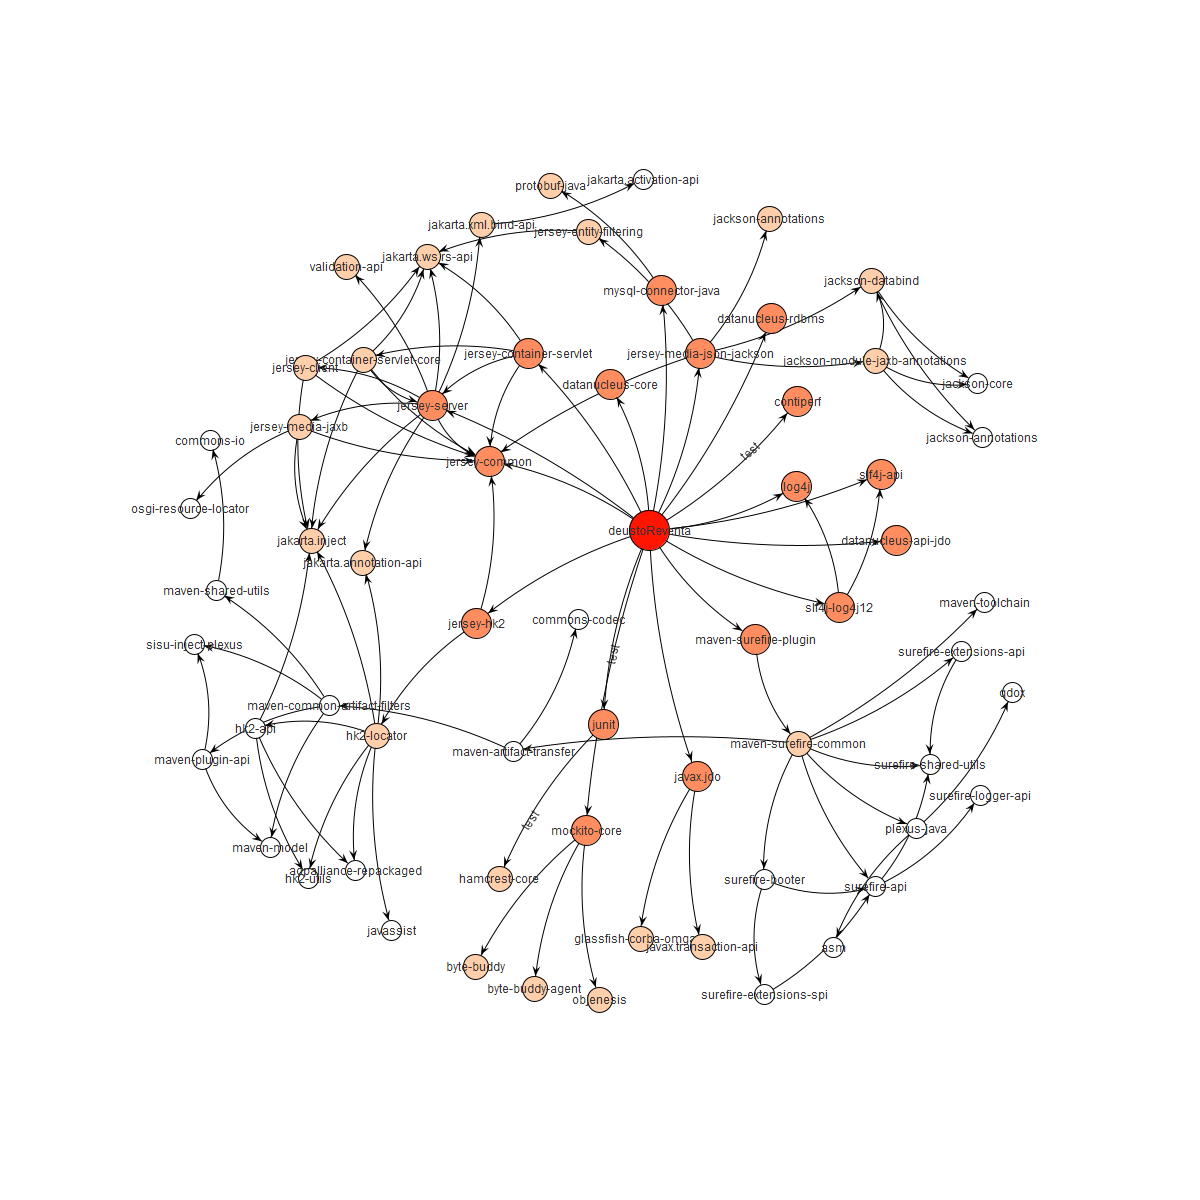 jakarta.activation-api
protobuf-java
jackson-annotations
jakarta.xml.bind-api
jersey-entity-filtering
jakarta.ws.rs-api
validation-api
jackson-databind
mysql-connector-java
datanucleus-rdbms
jersey-container-servlet
jersey-media-json-jackson
jersey-container-servlet-core
jackson-module-jaxb-annotations
jersey-client
datanucleus-core
jackson-core
contiperf
jersey-server
jersey-media-jaxb
commons-io
jackson-annotations
test
jersey-common
slf4j-api
log4j
osgi-resource-locator
deustoReventa
jakarta.inject
datanucleus-api-jdo
jakarta.annotation-api
maven-shared-utils
maven-toolchain
slf4j-log4j12
commons-codec
jersey-hk2
maven-surefire-plugin
sisu-inject-plexus
surefire-extensions-api
test
qdox
maven-common-artifact-filters
junit
hk2-api
hk2-locator
maven-surefire-common
maven-artifact-transfer
maven-plugin-api
surefire-shared-utils
javax.jdo
surefire-logger-api
test
plexus-java
mockito-core
maven-model
aopalliance-repackaged
hk2-utils
hamcrest-core
surefire-booter
surefire-api
javassist
glassfish-corba-omgapi
javax.transaction-api
asm
byte-buddy
byte-buddy-agent
surefire-extensions-spi
objenesis